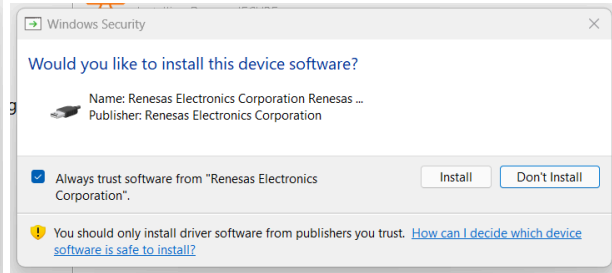 Windows Security
Would you like to install this device software?
Name: Renesas Electronics Corporation Renesas ...
Publisher: Renesas Electronics Corporation
Always trust software from "Renesas Electronics
Corporation".
Install
Don't Install
You should only install driver software from publishers you trust. How can I decide which device
software is safe to install?